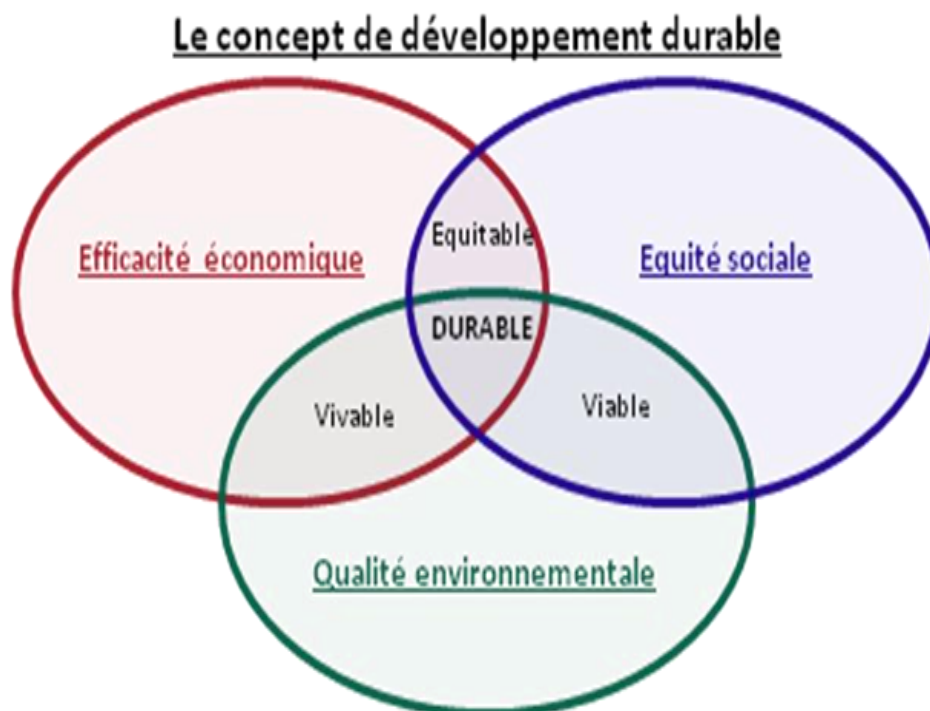 Le concept de développement durable
Equitable
Efficacité économique
Equité sociale
DURABLE
Vivable
Viable
Qualité environnementale